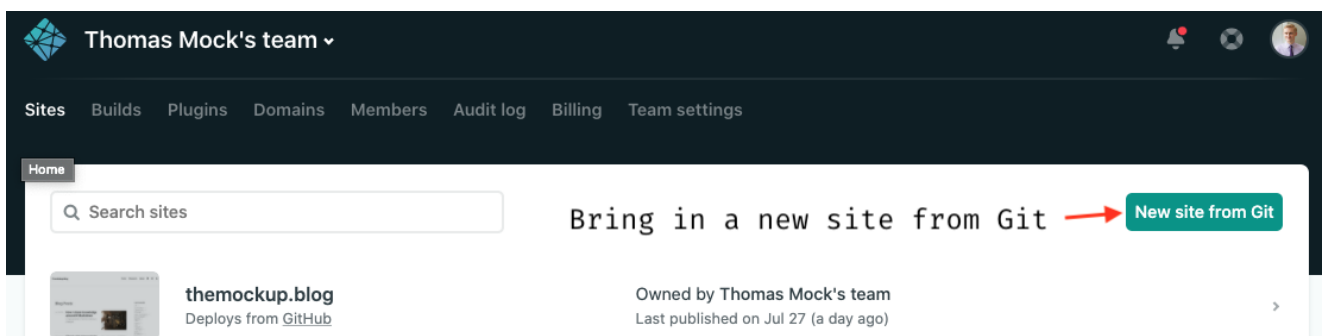 Thomas Mock's team
Sites Builds Plugins Domains Members Audit log Billing Team settings
Home
Search sites
Bring in a new site from Git
New site from Git
themockup.blog
Deploys from GitHub
Owned by Thomas Mock's team
Last published on Jul 27 (a day ago)